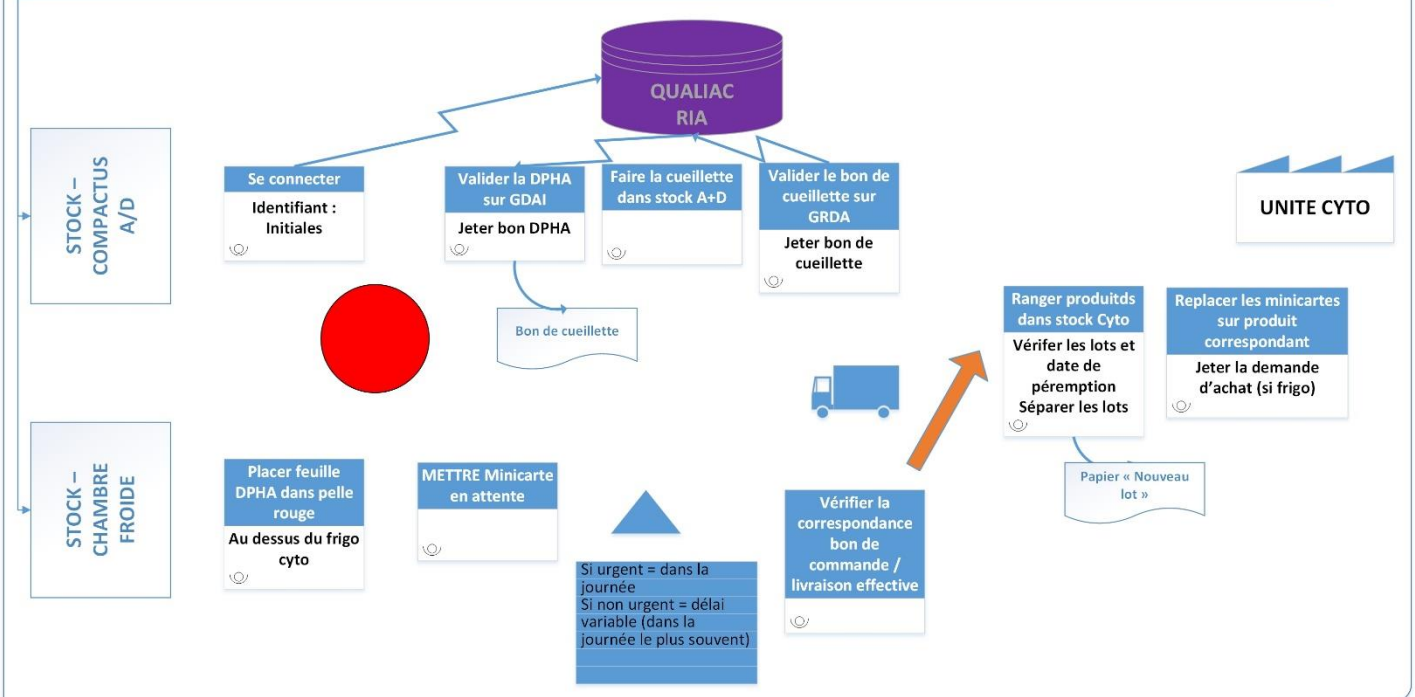 QUALIAC
RIA
STOCK –
COMPACTUS
A/D
Se connecter
Identifiant :
Initiales
Valider la DPHA
sur GDAI
Jeter bon DPHA
Faire la cueillette
dans stock A+D
Valider le bon de
cueillette sur
GRDA
Jeter bon de
cueillette
UNITE CYTO
Bon de cueillette
Ranger produitds
dans stock Cyto
Vérifer les lots et
date de
péremption
Séparer les lots
Replacer les minicartes
sur produit
correspondant
Jeter la demande
d’achat (si frigo)
Papier « Nouveau
lot »
STOCK –
CHAMBRE
FROIDE
Placer feuille
DPHA dans pelle
rouge
Au dessus du frigo
cyto
METTRE Minicarte
en attente
Si urgent = dans la
journée
Si non urgent = délai
variable (dans la
journée le plus souvent)
Vérifier la
correspondance
bon de
commande /
livraison effective